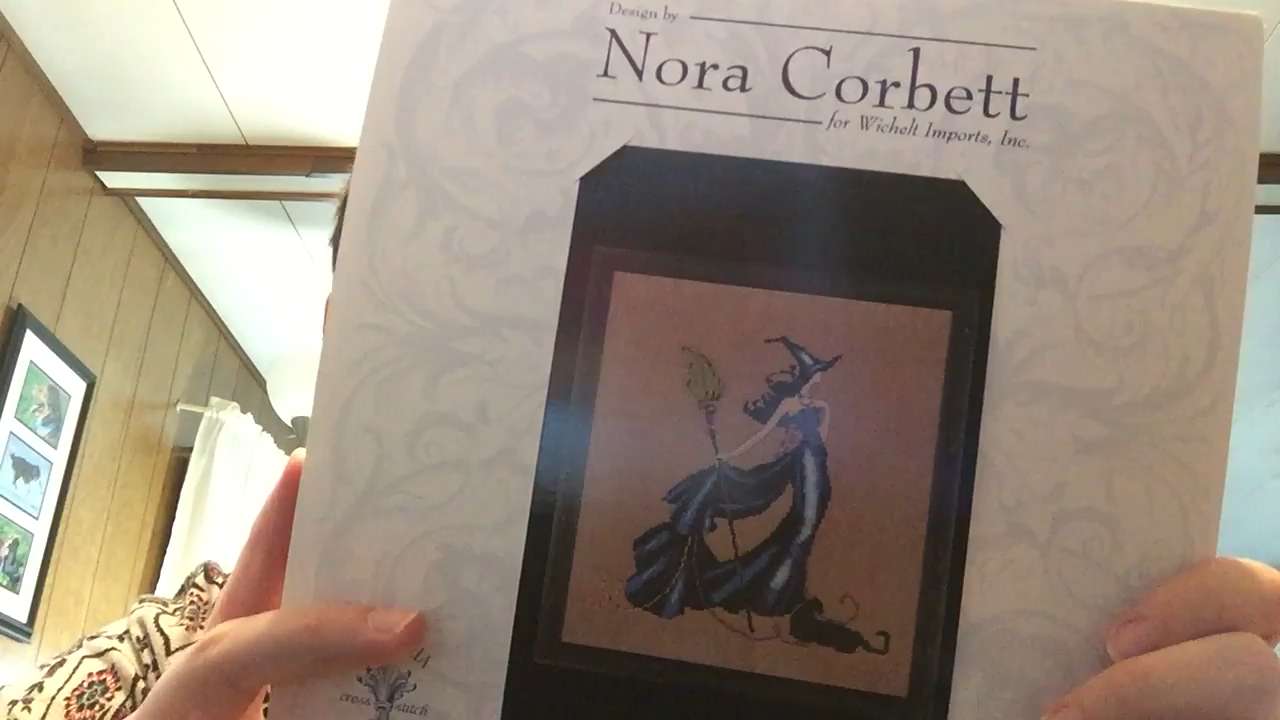 Design by
Nora Corbett
for Wichelt Imports, Inc.
cross stitch